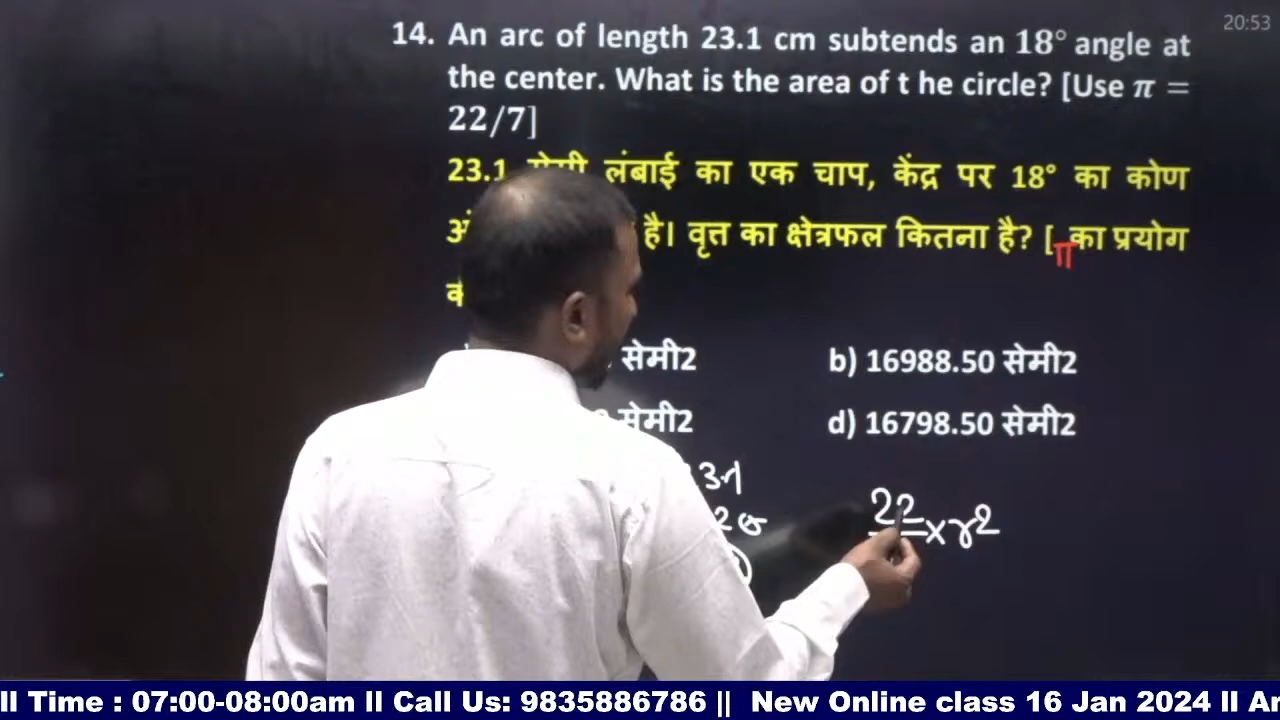 20:53
14. An arc of length 23.1 cm subtends an 18° angle at
the center. What is the area of t he circle? [Use π =
22/7]
23.1 लंबाई का एक चाप, केंद्र पर 18° का कोण
है। वृत्त का क्षेत्रफल कितना है? [π का प्रयोग
सेमी2 b) 16988.50 सेमी2
सेमी2 d) 16798.50 सेमी2
3.1
20
22
×r2
ll Time : 07:00-08:00am ll Call Us: 9835886786 || New Online class 16 Jan 2024 ll A